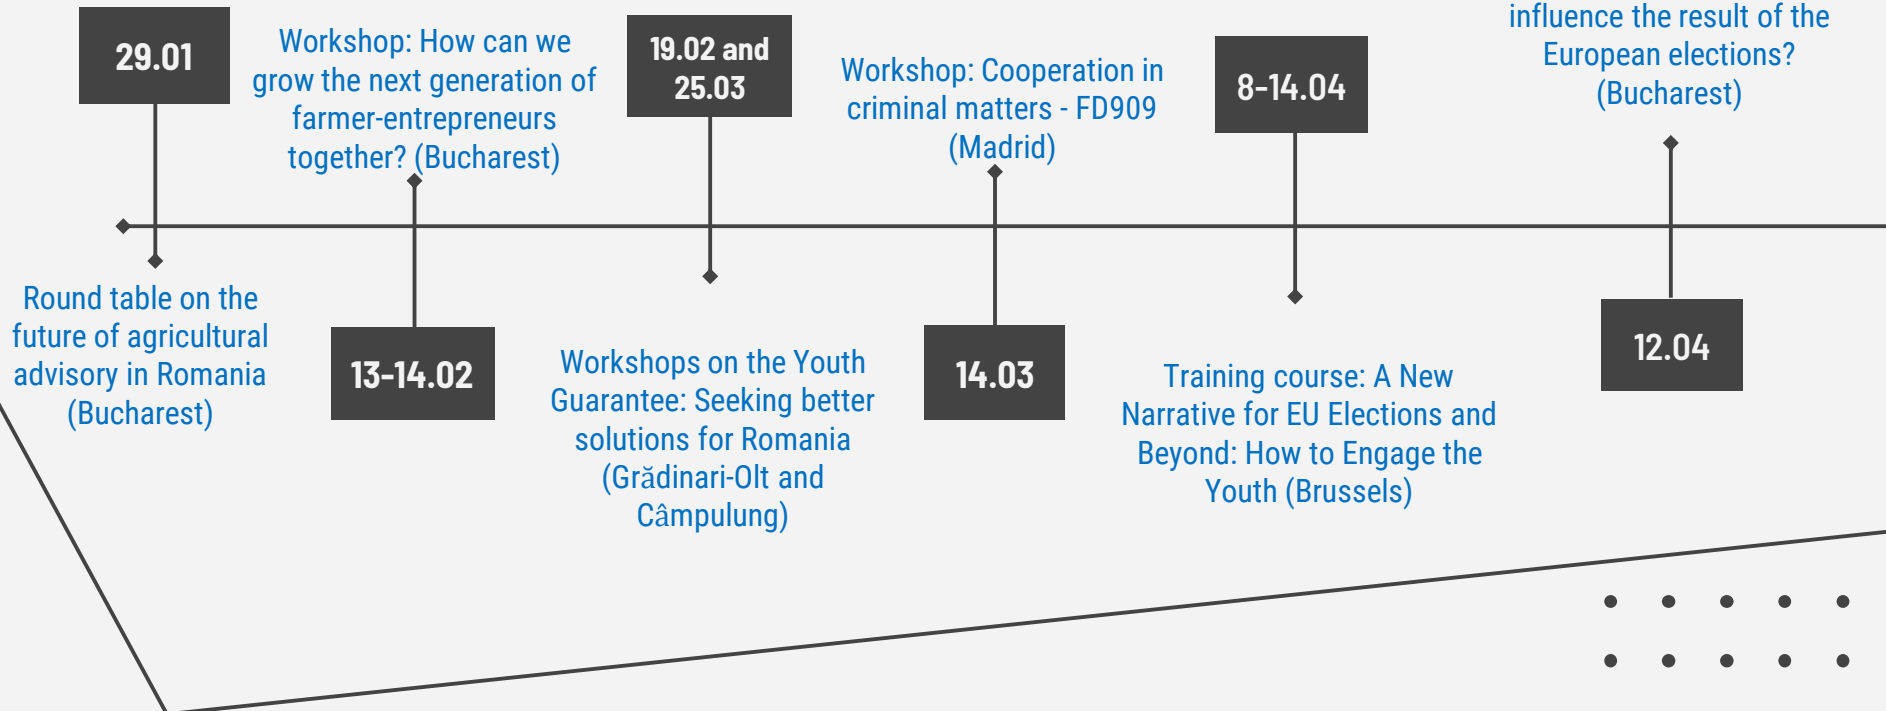 29.01
Round table on the
future of agricultural
advisory in Romania
(Bucharest)
Workshop: How can we
grow the next generation of
farmer-entrepreneurs
together? (Bucharest)
13-14.02
19.02 and
25.03
Workshops on the Youth
Guarantee: Seeking better
solutions for Romania
(Grădinari-Olt and
Câmpulung)
Workshop: Cooperation in
criminal matters - FD909
(Madrid)
14.03
8-14.04
Training course: A New
Narrative for EU Elections and
Beyond: How to Engage the
Youth (Brussels)
influence the result of the
European elections?
(Bucharest)
12.04